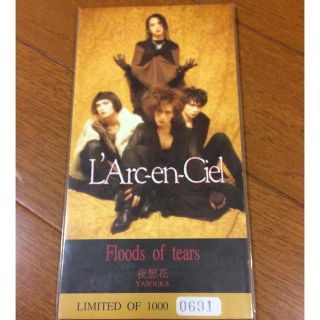 L'Arc-en-Ciel
Floods of tears
夜想花
YASOUKA
LIMITED OF 1000 0691